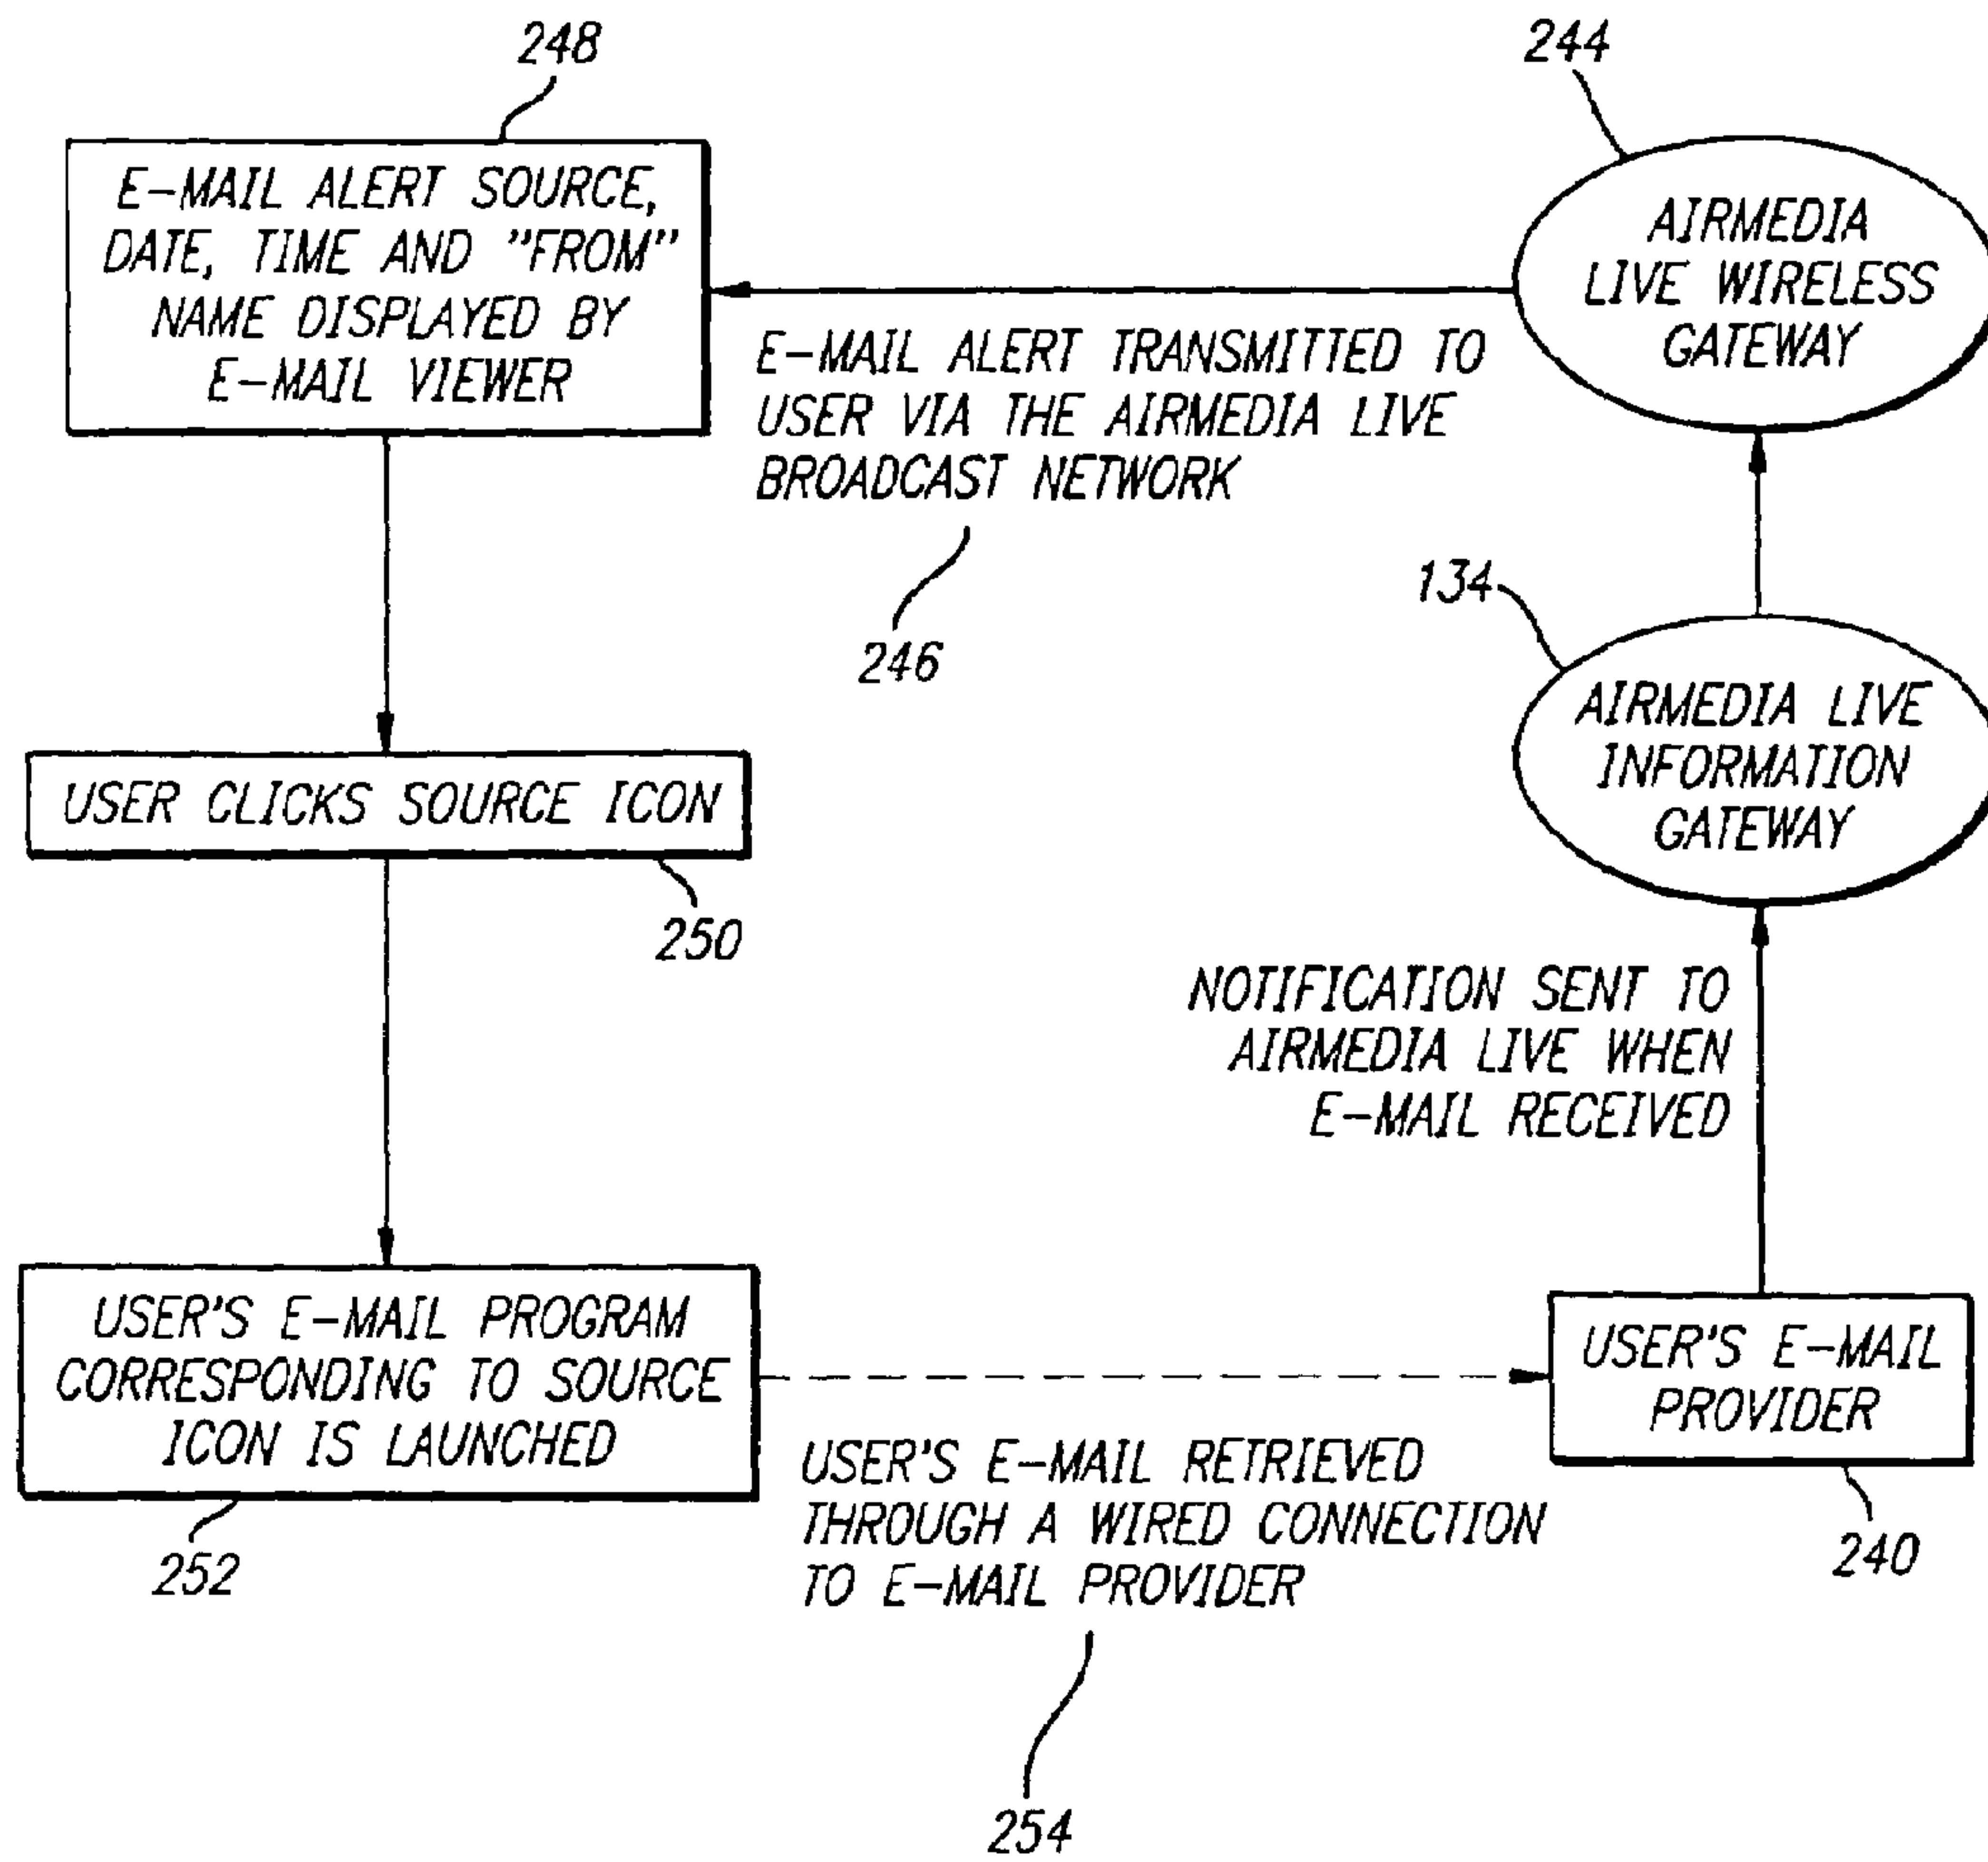 248
244
E-MAIL ALERT SOURCE,
DATE, TIME AND "FROM"
NAME DISPLAYED BY
E-MAIL VIEWER
AIRMEDIA
LIVE WIRELESS
GATEWAY
E-MAIL ALERT TRANSMITTED TO
USER VIA THE AIRMEDIA LIVE
BROADCAST NETWORK
246
134
AIRMEDIA LIVE
INFORMATION
GATEWAY
USER CLICKS SOURCE ICON
250
NOTIFICATION SENT TO
AIRMEDIA LIVE WHEN
E-MAIL RECEIVED
USER'S E-MAIL PROGRAM
CORRESPONDING TO SOURCE
ICON IS LAUNCHED
252
USER'S E-MAIL
PROVIDER
240
USER'S E-MAIL RETRIEVED
THROUGH A WIRED CONNECTION
TO E-MAIL PROVIDER
254